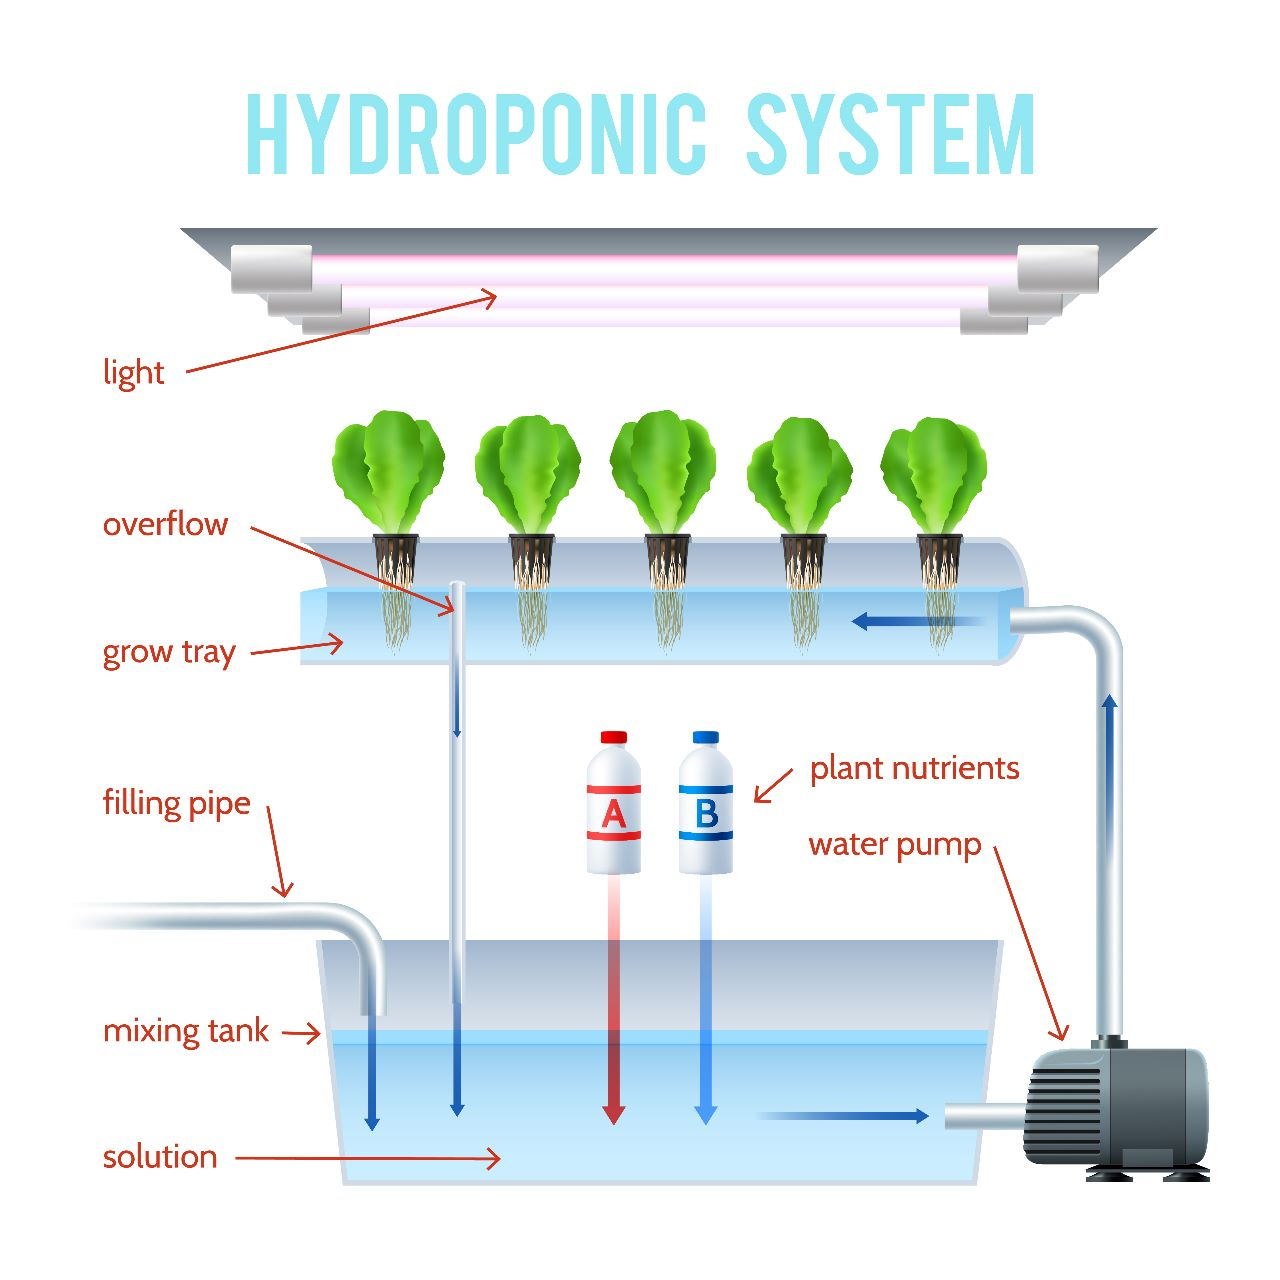 HYDROPONIC SYSTEM
light
overflow
grow tray
A
B
plant nutrients
filling pipe
water pump
mixing tank
solution